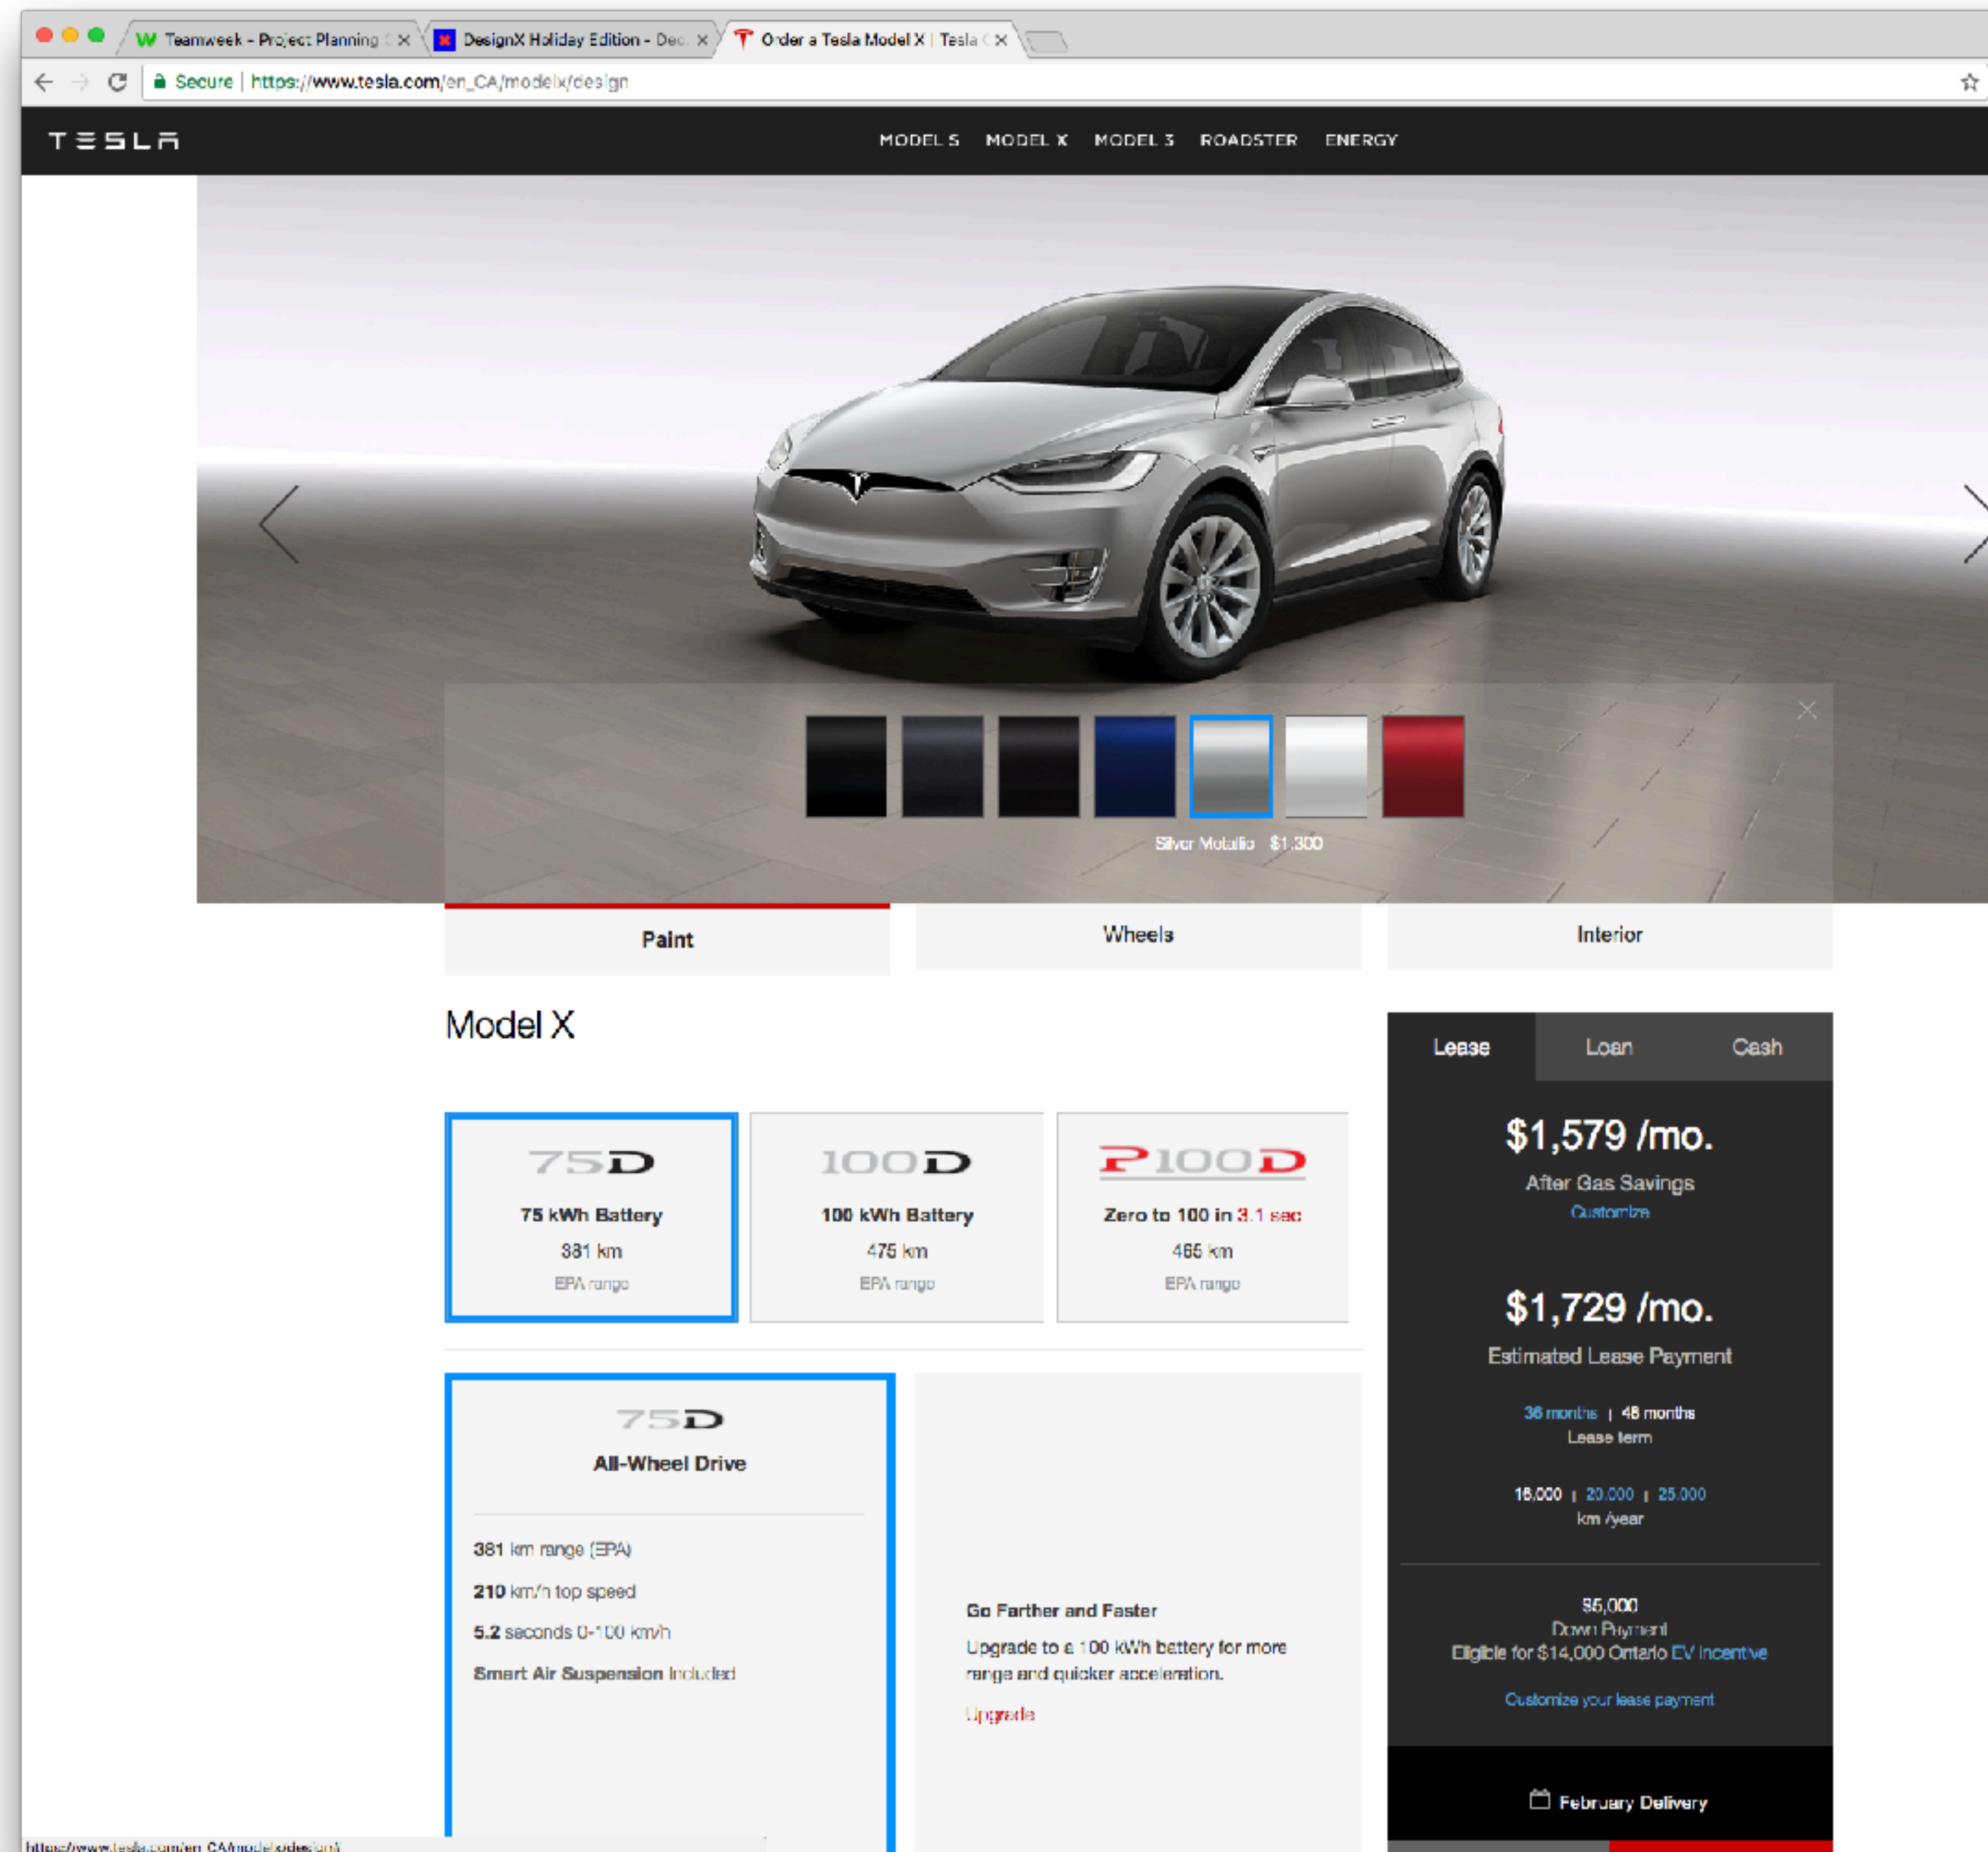 Teamweek - Project Planning
DesignX Holiday Edition - Dec.
Order a Tesla Model X | Tesla
Secure | https://www.tesla.com/en_CA/modelx/design
TESLA
MODEL S MODEL X MODEL 3 ROADSTER ENERGY
Silver Metallic $1,300
Paint
Wheels
Interior
Model X
75D
75 kWh Battery
381 km
EPA range
100D
100 kWh Battery
475 km
EPA range
P100D
Zero to 100 in 3.1 sec
465 km
EPA range
75D
All-Wheel Drive
381 km range (EPA)
210 km/h top speed
5.2 seconds 0-100 km/h
Smart Air Suspension Included
Go Farther and Faster
Upgrade to a 100 kWh battery for more
range and quicker acceleration.
Upgrade
Lease Loan Cash
$1,579 /mo.
After Gas Savings
Customize
$1,729 /mo.
Estimated Lease Payment
36 months | 48 months
Lease term
16,000 | 20,000 | 25,000
km /year
$5,000
Down Payment
Eligible for $14,000 Ontario EV Incentive
Customize your lease payment
February Delivery